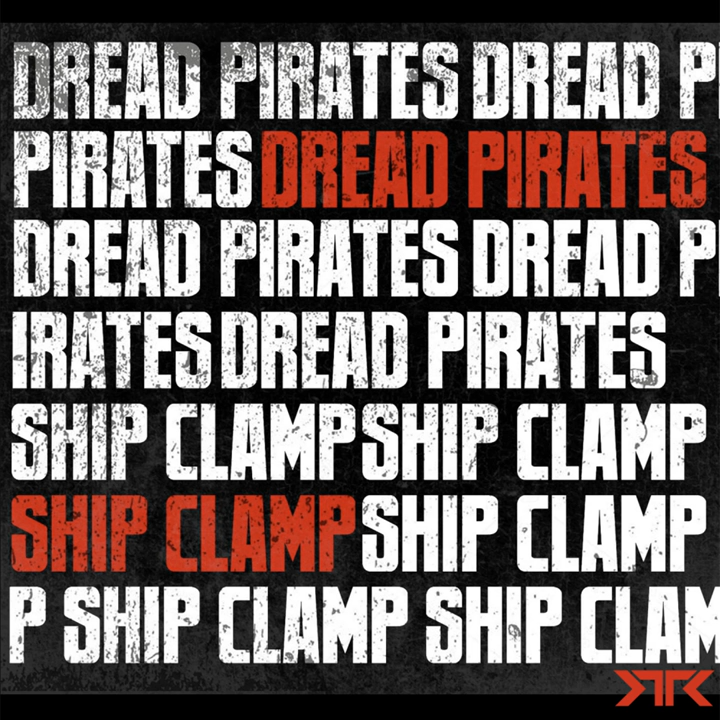 DREAD PIRATES DREAD P
PIRATES DREAD PIRATES
DREAD PIRATES DREAD P
IRATES DREAD PIRATES
SHIP CLAMP SHIP CLAMP
SHIP CLAMP SHIP CLAMP
P SHIP CLAMP SHIP CLAM